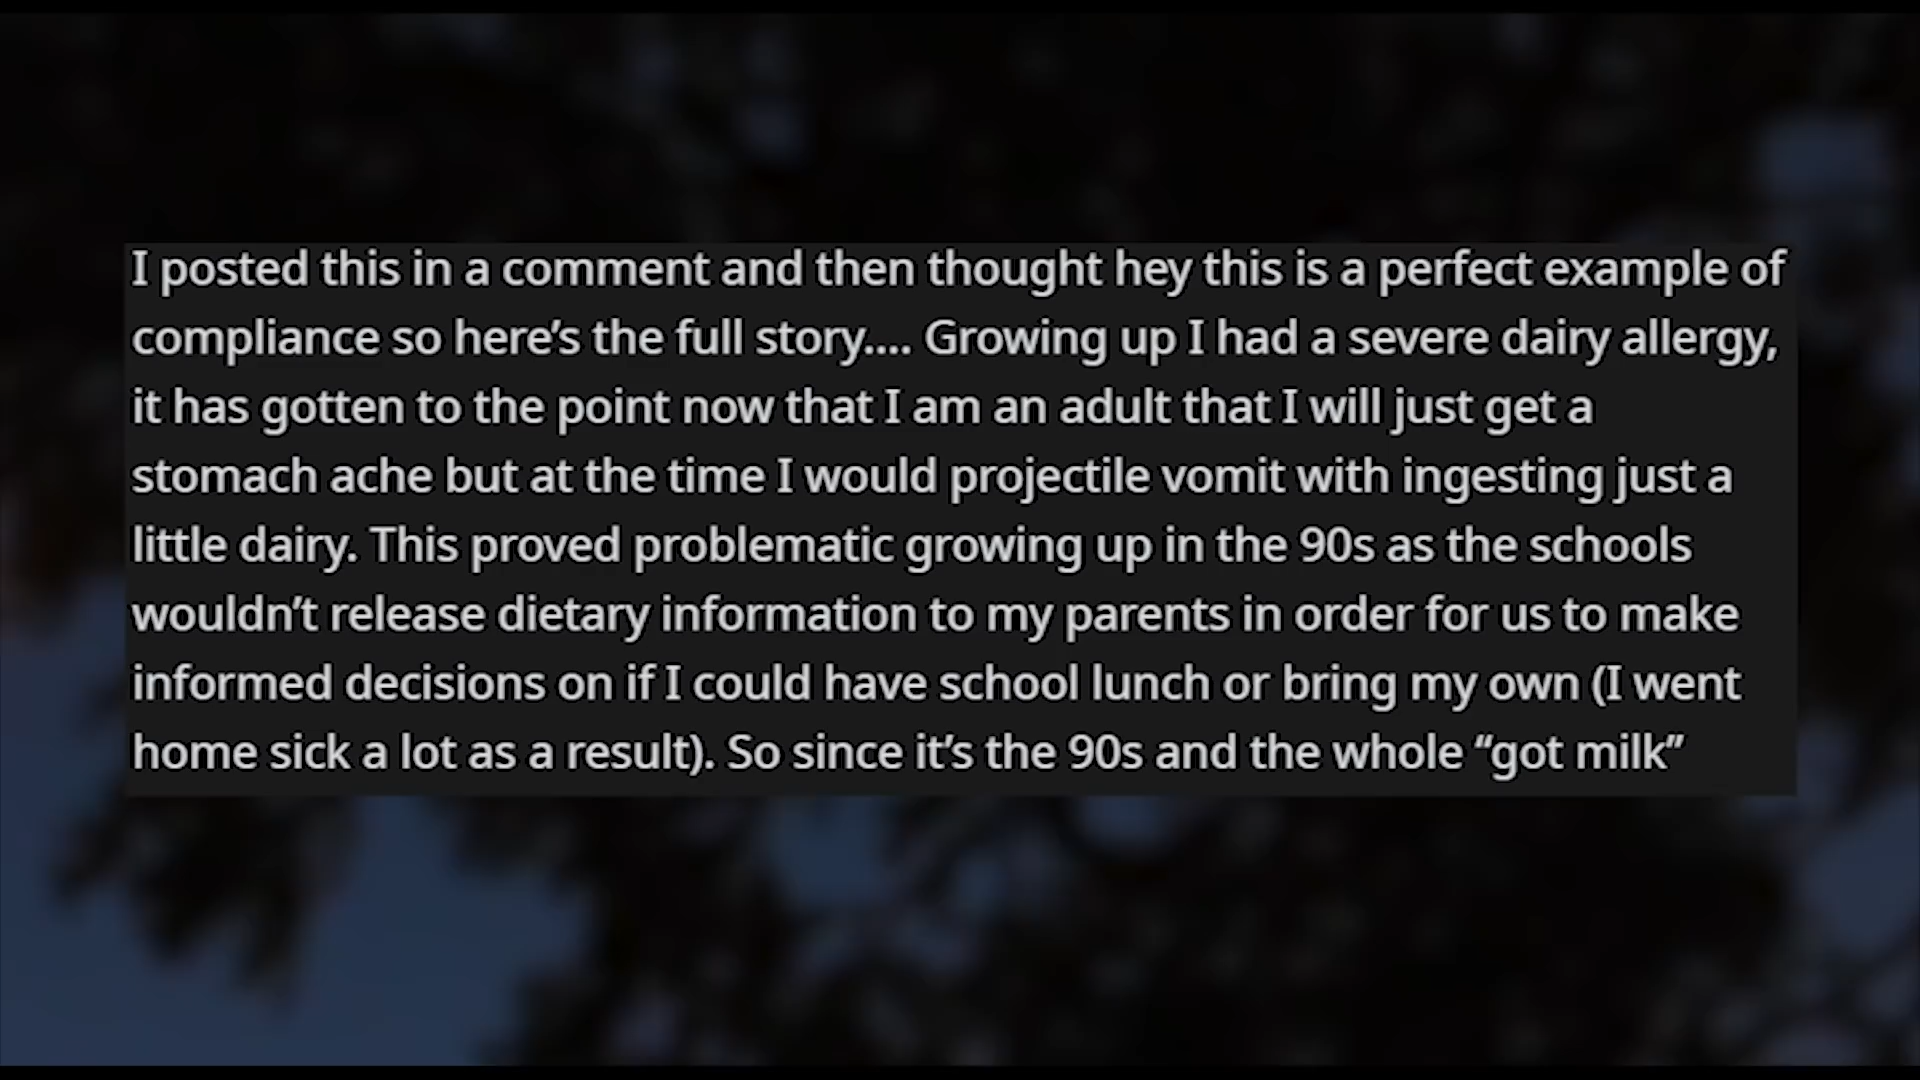 I posted this in a comment and then thought hey this is a perfect example of
compliance so here’s the full story.... Growing up I had a severe dairy allergy,
it has gotten to the point now that I am an adult that I will just get a
stomach ache but at the time I would projectile vomit with ingesting just a
little dairy. This proved problematic growing up in the 90s as the schools
wouldn’t release dietary information to my parents in order for us to make
informed decisions on if I could have school lunch or bring my own (I went
home sick a lot as a result). So since it’s the 90s and the whole “got milk”